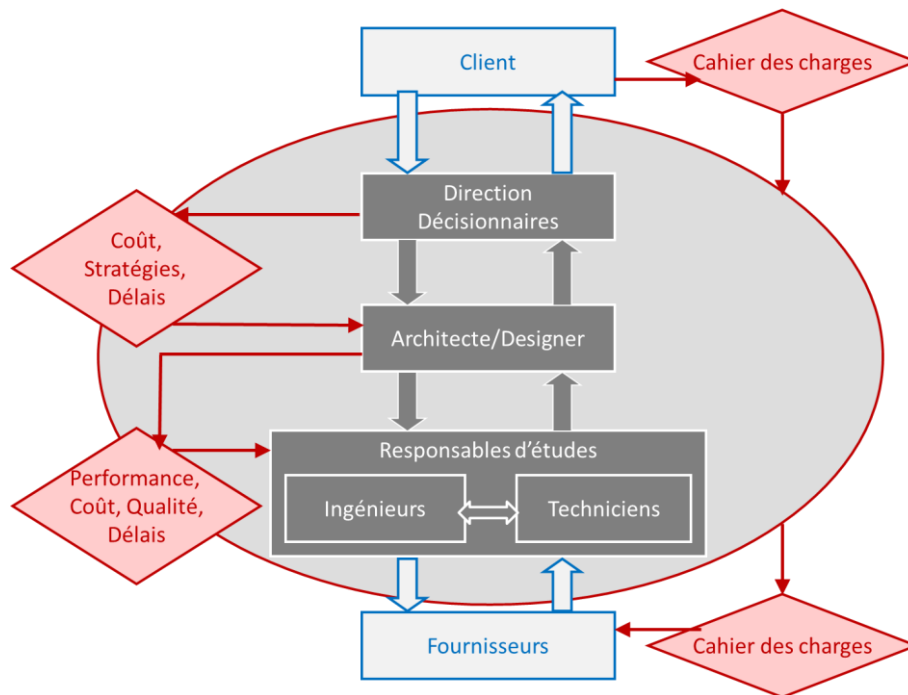 Client
Cahier des charges
Direction
Décisionnaires
Coût,
Stratégies,
Délais
Architecte/Designer
Responsables d’études
Performance,
Coût, Qualité,
Délais
Ingénieurs
Techniciens
Fournisseurs
Cahier des charges